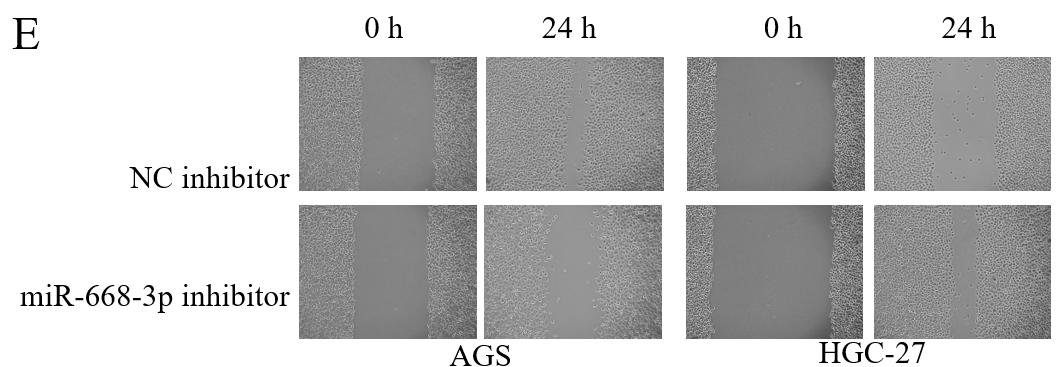 E
0 h 24 h 0 h 24 h
NC inhibitor
miR-668-3p inhibitor
AGS HGC-27